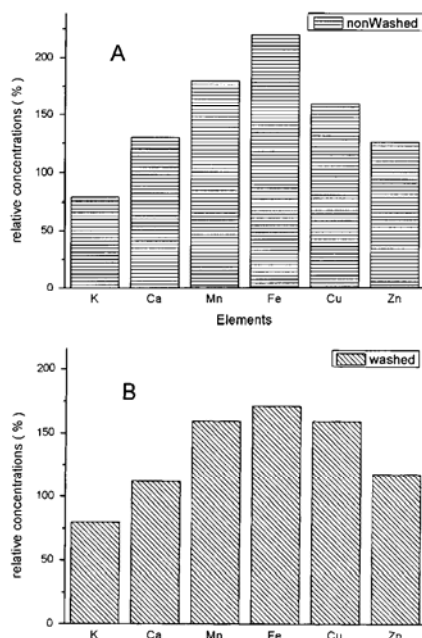 nonWashed
A
relative concentrations ( % )
200
150
100
50
0
K Ca Mn Fe Cu Zn
Elements
washed
B
relative concentrations ( % )
200
150
100
50
0
K Ca Mn Fe Cu Zn